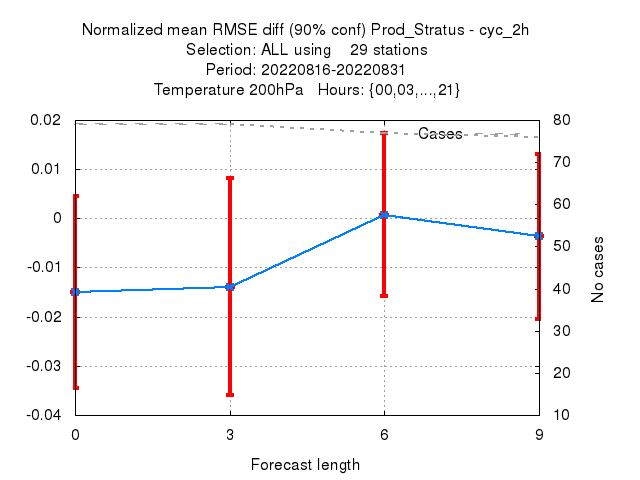 Normalized mean RMSE diff (90% conf) Prod_Stratus - cyc_2h
Selection: ALL using 29 stations
Period: 20220816-20220831
Temperature 200hPa Hours: {00,03,...,21}
0.02
0.01
0
-0.01
-0.02
-0.03
-0.04
Cases
80
70
60
50
40
30
20
10
No cases
0 3 6 9
Forecast length